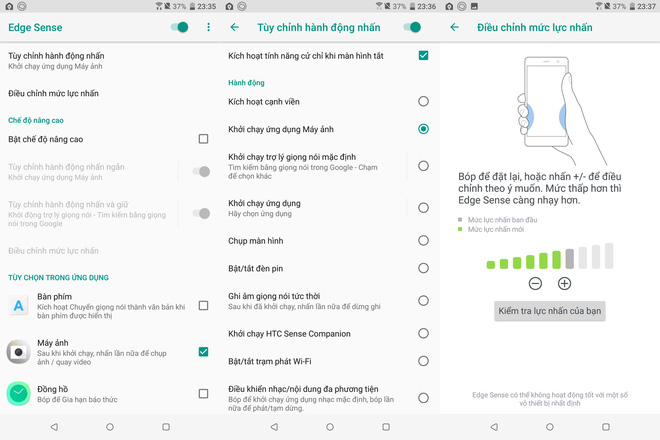 37% 23:35
Edge Sense
Tùy chỉnh hành động nhấn
Khởi chạy ứng dụng Máy ảnh
Điều chỉnh mức lực nhấn
Chế độ nâng cao
Bật chế độ nâng cao
Tùy chỉnh hành động nhấn ngắn
Khởi chạy ứng dụng Máy ảnh
Tùy chỉnh hành động nhấn và giữ
Khởi động trợ lý giọng nói - Tìm kiếm bằng giọng
nói trong Google
Điều chỉnh mức lực nhấn
TÙY CHỌN TRONG ỨNG DỤNG
Bàn phím
Kích hoạt Chuyển giọng nói thành văn bản khi
bàn phím được hiển thị
Máy ảnh
Sau khi khởi chạy, nhấn lần nữa để chụp
ảnh / quay video
Đồng hồ
Bóp để Gia hạn báo thức
37% 23:36
Tùy chỉnh hành động nhấn
Kích hoạt tính năng cử chỉ khi màn hình tắt
Hành động
Kích hoạt cạnh viền
Khởi chạy ứng dụng Máy ảnh
Khởi chạy trợ lý giọng nói mặc định
Tìm kiếm bằng giọng nói trong Google - Chạm
để chọn khác
Khởi chạy ứng dụng
Hãy chọn ứng dụng
Chụp màn hình
Bật/tắt đèn pin
Ghi âm giọng nói tức thời
Sau khi đã khởi chạy, nhấn lần nữa để dừng ghi
Khởi chạy HTC Sense Companion
Bật/tắt trạm phát Wi-Fi
Điều khiển nhạc/nội dung đa phương tiện
Bóp để khởi chạy ứng dụng nhạc mặc định, bóp lần
nữa để phát/tạm dừng.
37% 23:37
Điều chỉnh mức lực nhấn
Bóp để đặt lại, hoặc nhấn +/- để điều
chỉnh theo ý muốn. Mức thấp hơn thì
Edge Sense càng nhạy hơn.
Mức lực nhấn ban đầu
Mức lực nhấn mới
Kiểm tra lực nhấn của bạn
Edge Sense có thể không hoạt động tốt với một số
vỏ thiết bị nhất định